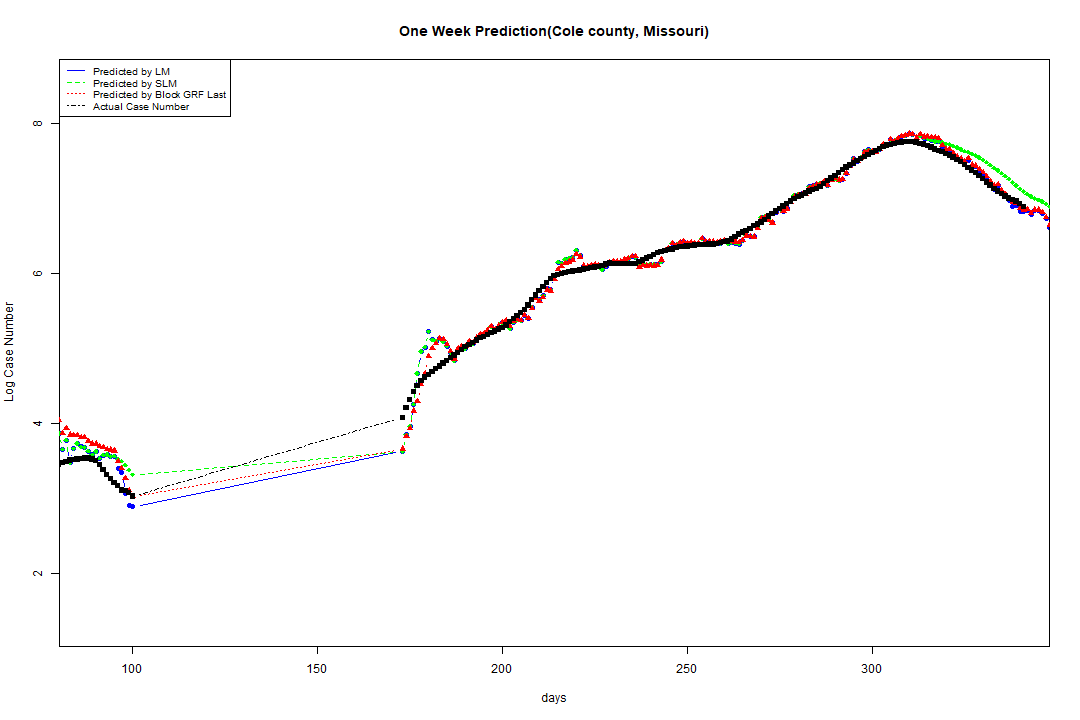 One Week Prediction(Cole county, Missouri)
Predicted by LM
Predicted by SLM
Predicted by Block GRF Last
Actual Case Number
8
6
4
2
Log Case Number
100 150 200 250 300
days